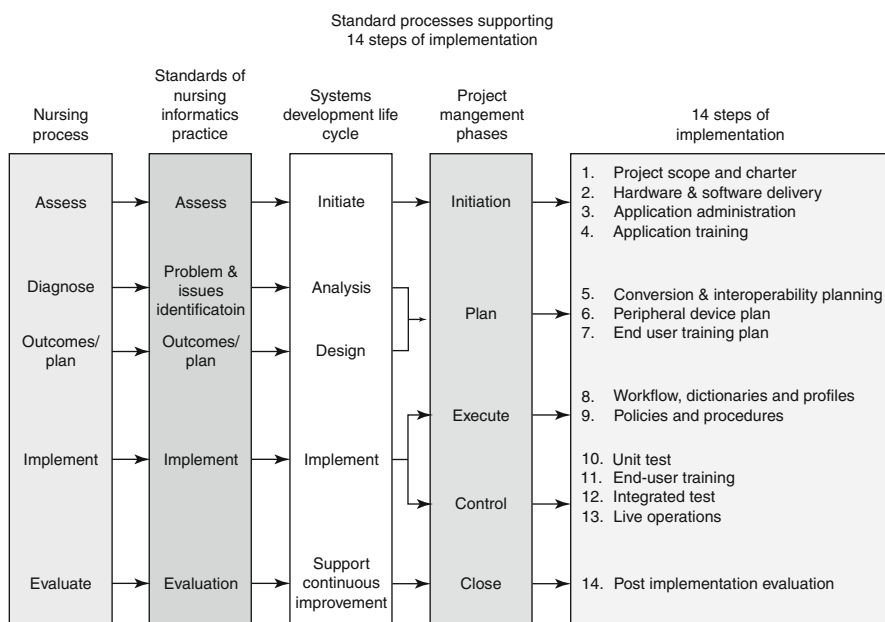 Standard processes supporting
14 steps of implementation
Nursing
process
Standards of
nursing
informatics
practice
Systems
development life
cycle
Project
mangement
phases
14 steps of
implementation
Assess
Assess
Initiate
Initiation
1. Project scope and charter
2. Hardware & software delivery
3. Application administration
4. Application training
Diagnose
Problem &
issues
identificatoin
Analysis
Outcomes/
plan
Outcomes/
plan
Design
Plan
5. Conversion & interoperability planning
6. Peripheral device plan
7. End user training plan
Implement
Implement
Implement
Execute
8. Workflow, dictionaries and profiles
9. Policies and procedures
Control
10. Unit test
11. End-user training
12. Integrated test
13. Live operations
Evaluate
Evaluation
Support
continuous
improvement
Close
14. Post implementation evaluation